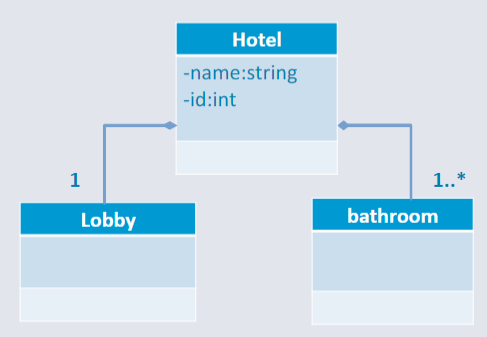 Hotel
-name:string
-id:int
1
1..*
Lobby
bathroom